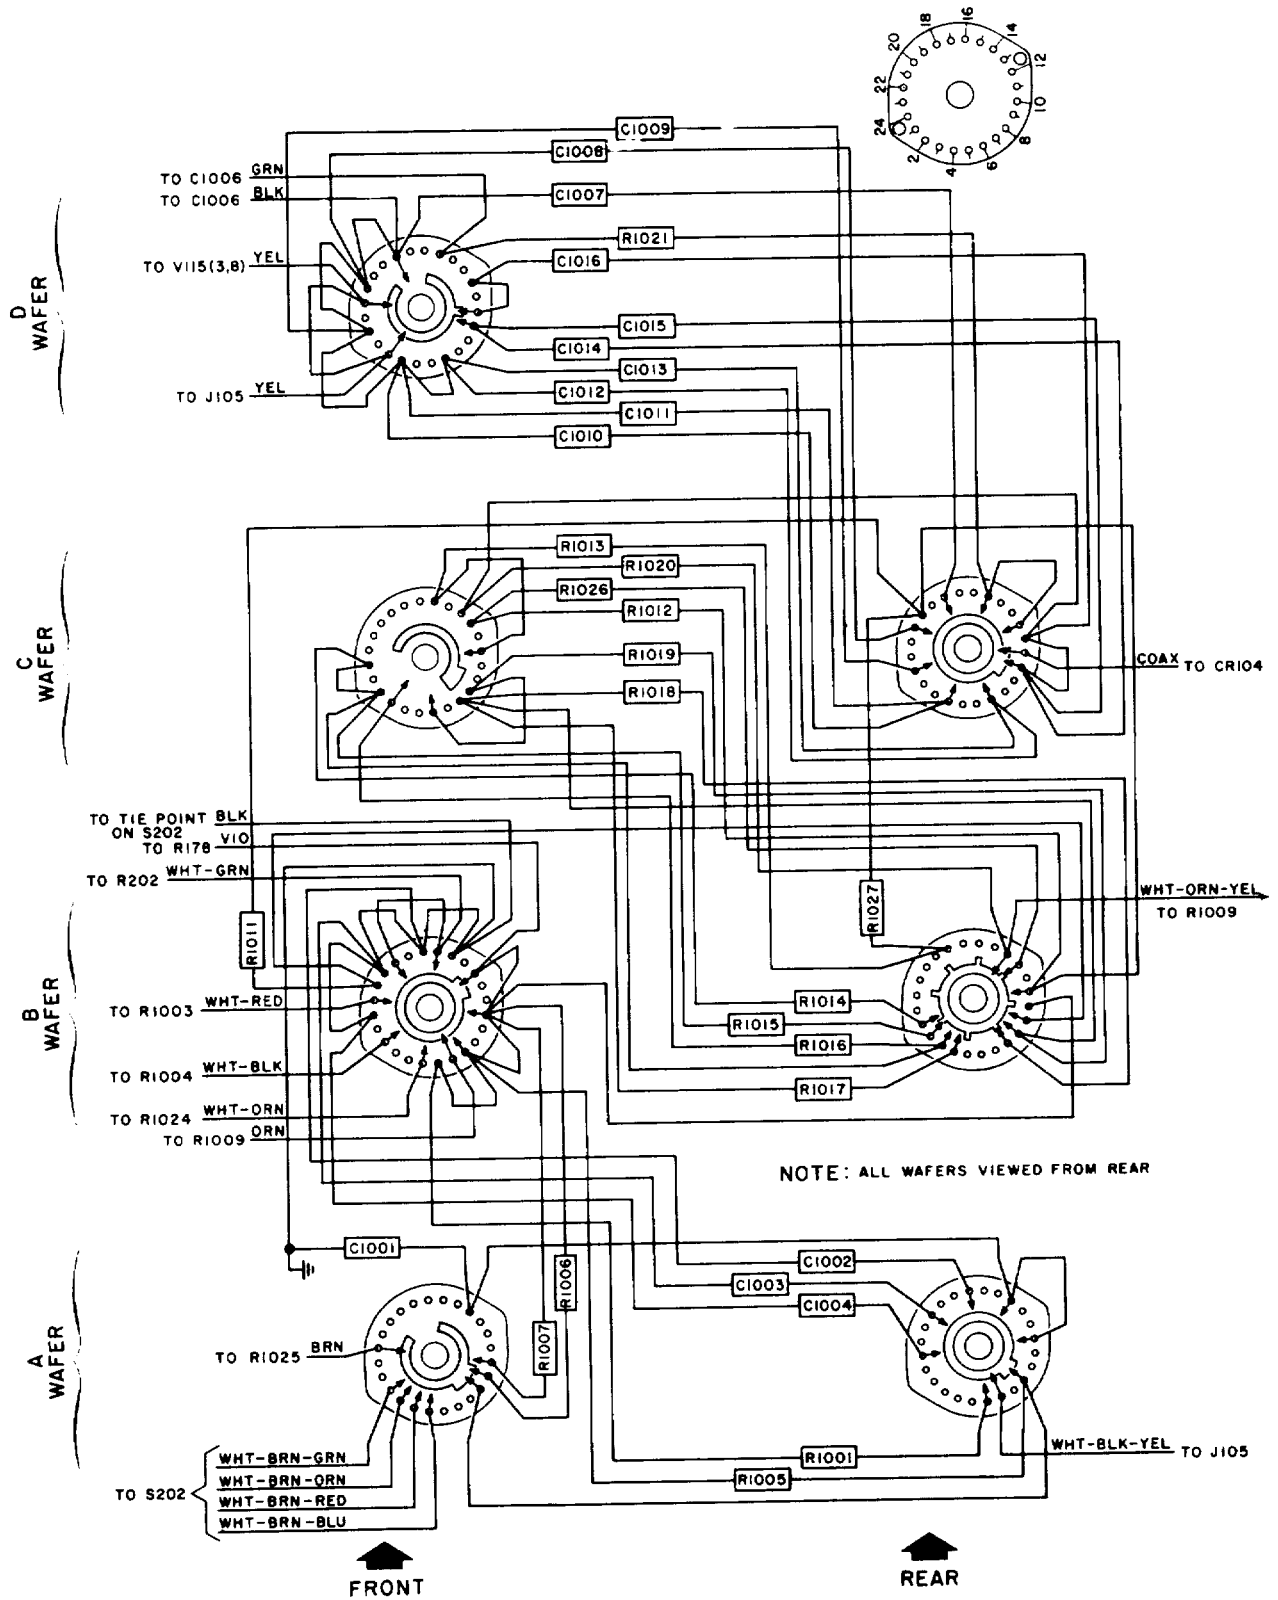 16
18
14
20
12
22
10
24
8
2
6
4
C1009
C1008
TO C1006 GRN
TO C1006 BLK
C1007
R1021
C1016
TO V115(3,8) YEL
D
WAFER
C1015
C1014
C1013
TO J105 YEL
C1012
C1011
C1010
R1013
R1020
R1026
R1012
C
WAFER
R1019
COAX TO CR104
R1018
TO TIE POINT BLK
ON S202
VIO
TO R178
WHT-GRN
TO R202
WHT-ORN-YEL
TO R1009
R1027
R1011
B
WAFER
WHT-RED
TO R1003
R1014
R1015
R1016
WHT-BLK
TO R1004
R1017
WHT-ORN
TO R1024
TO R1009 ORN
NOTE: ALL WAFERS VIEWED FROM REAR
C1001
C1002
C1003
R1006
C1004
A
WAFER
R1007
TO R1025 BRN
WHT-BLK-YEL TO J105
WHT-BRN-GRN
R1001
WHT-BRN-ORN
R1005
TO S202
WHT-BRN-RED
WHT-BRN-BLU
FRONT
REAR